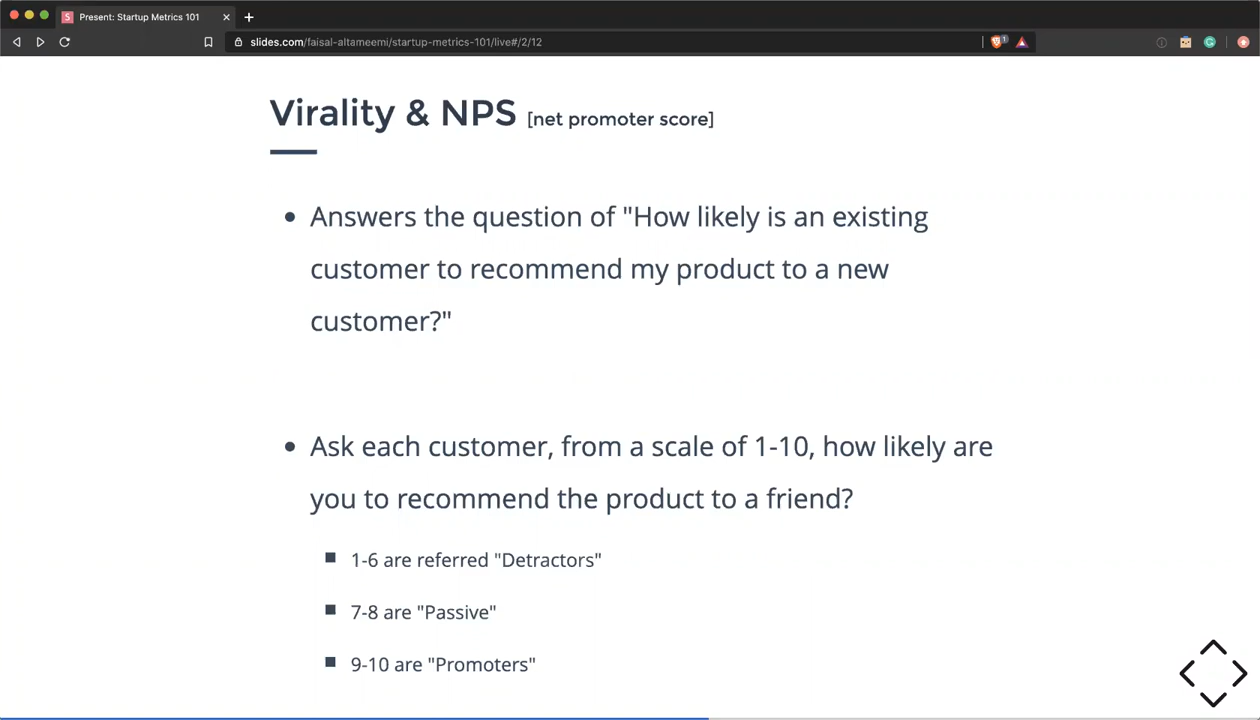 Present: Startup Metrics 101
slides.com/faisal-altameemi/startup-metrics-101/live#/2/12
1
Virality & NPS [net promoter score]
Answers the question of "How likely is an existing
customer to recommend my product to a new
customer?"
Ask each customer, from a scale of 1-10, how likely are
you to recommend the product to a friend?
1-6 are referred "Detractors"
7-8 are "Passive"
9-10 are "Promoters"